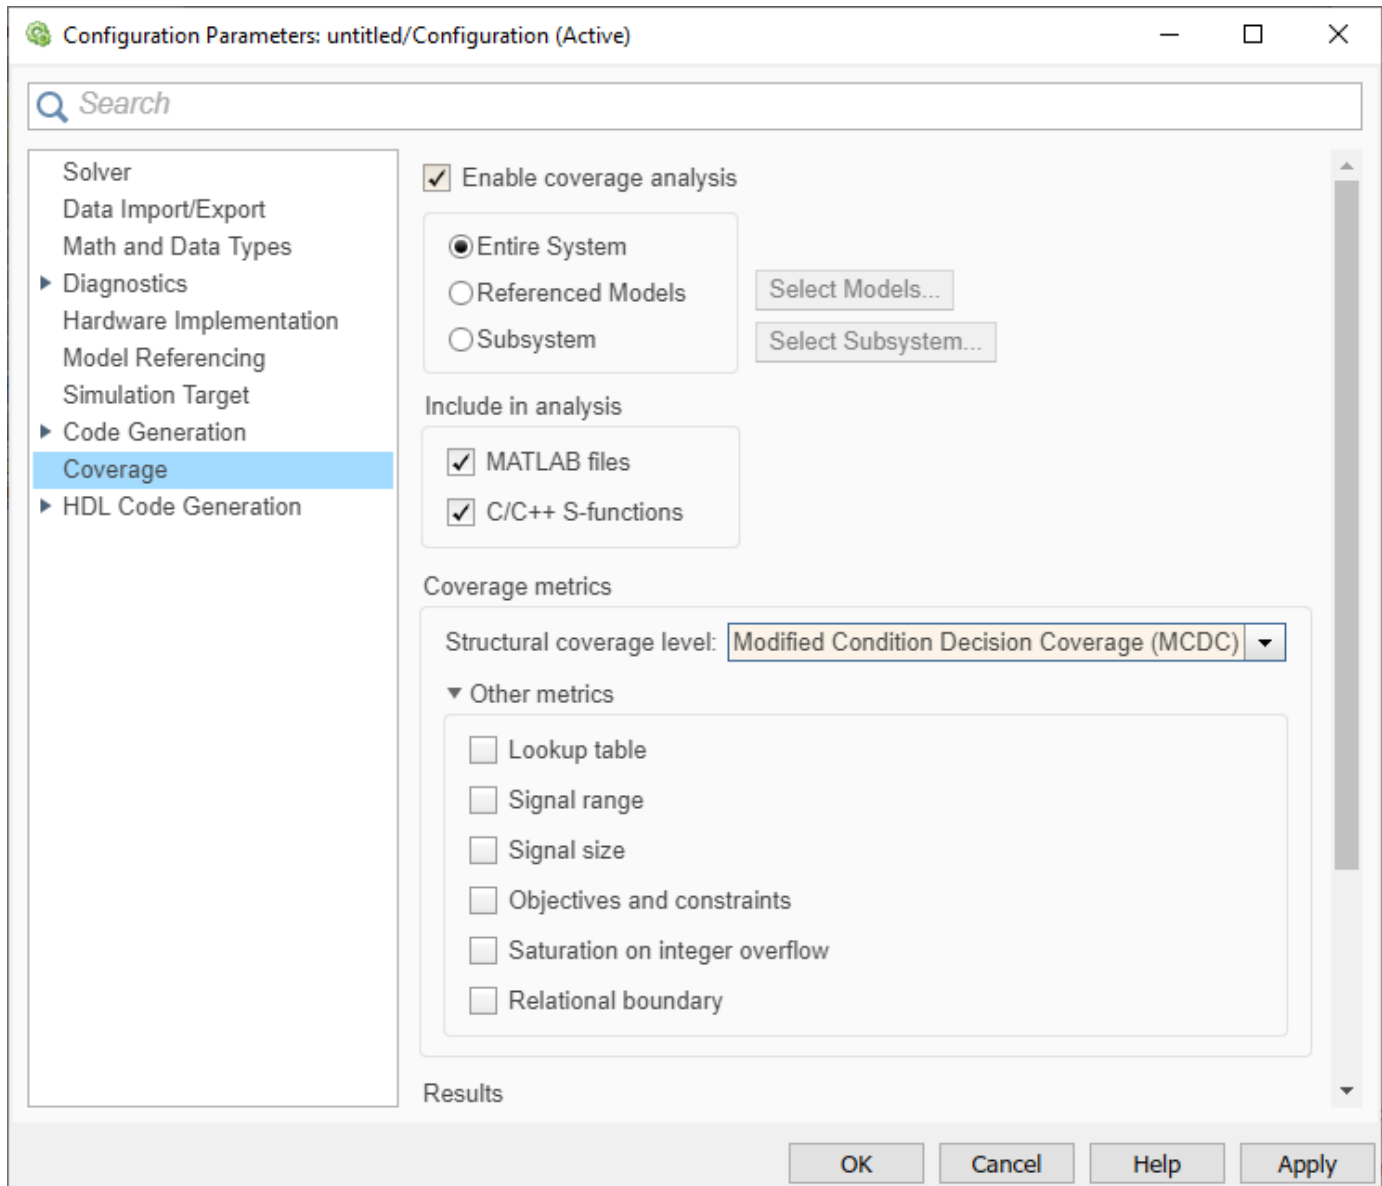 Configuration Parameters: untitled/Configuration (Active)
Search
Solver
Data Import/Export
Math and Data Types
Diagnostics
Hardware Implementation
Model Referencing
Simulation Target
Code Generation
Coverage
HDL Code Generation
Enable coverage analysis
Entire System
Referenced Models
Select Models...
Subsystem
Select Subsystem...
Include in analysis
MATLAB files
C/C++ S-functions
Coverage metrics
Structural coverage level: Modified Condition Decision Coverage (MCDC)
Other metrics
Lookup table
Signal range
Signal size
Objectives and constraints
Saturation on integer overflow
Relational boundary
Results
OK
Cancel
Help
Apply